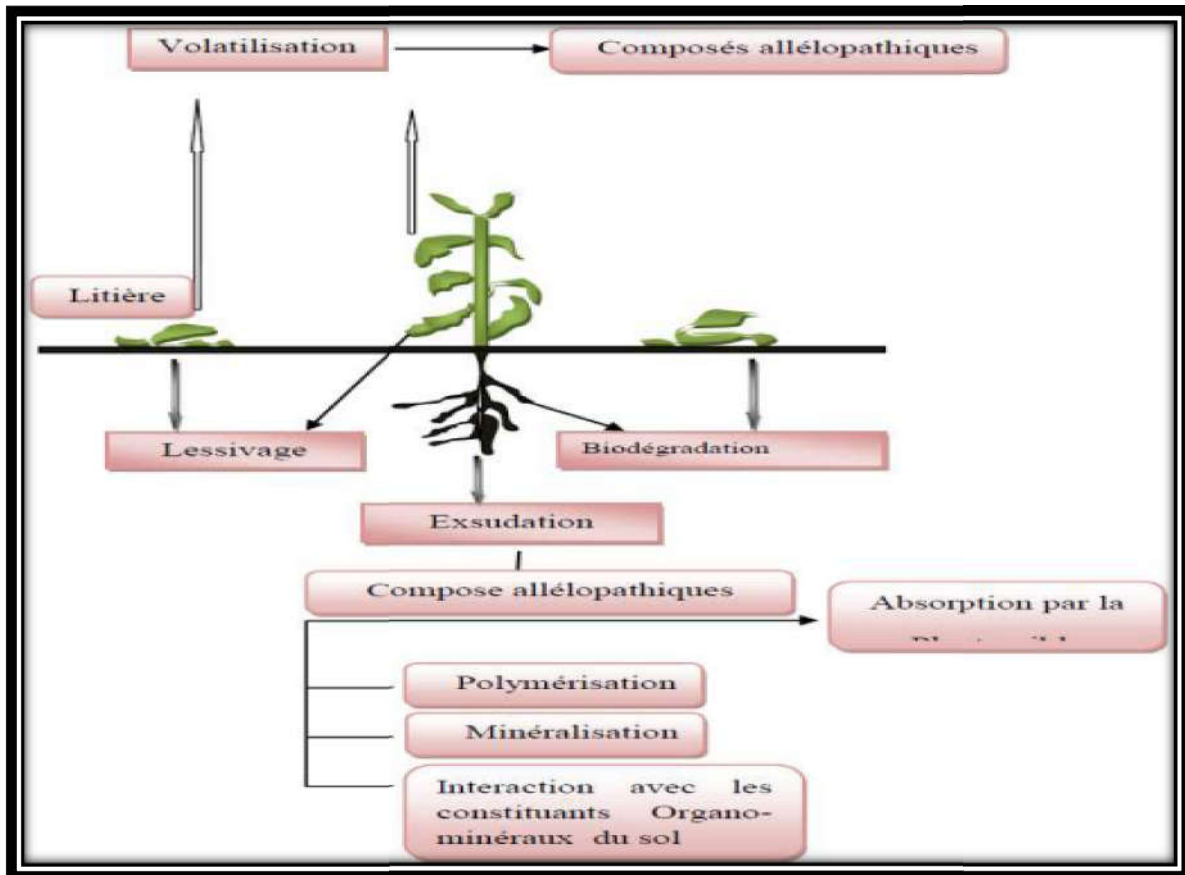 Volatilisation
Composés allélopathiques
Litière
Lessivage
Biodégradation
Exsudation
Compose allélopathiques
Absorption par la
Polymérisation
Minéralisation
Interaction avec les
constituants Organo-
minéraux du sol